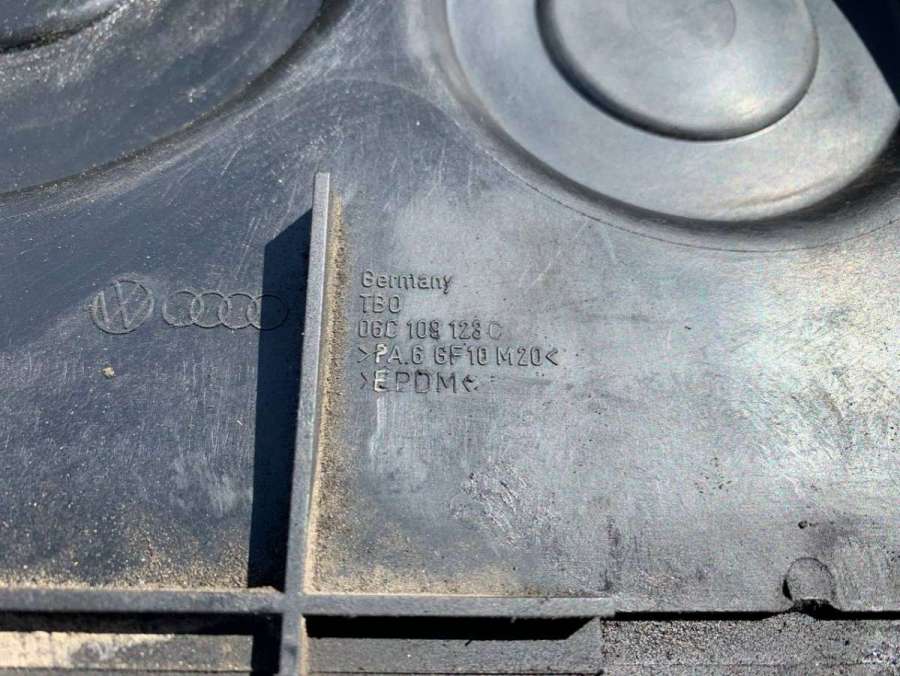 Germany
TBO
06C 109 123 C
>PA.6 GF10 M20<
>EPDM<